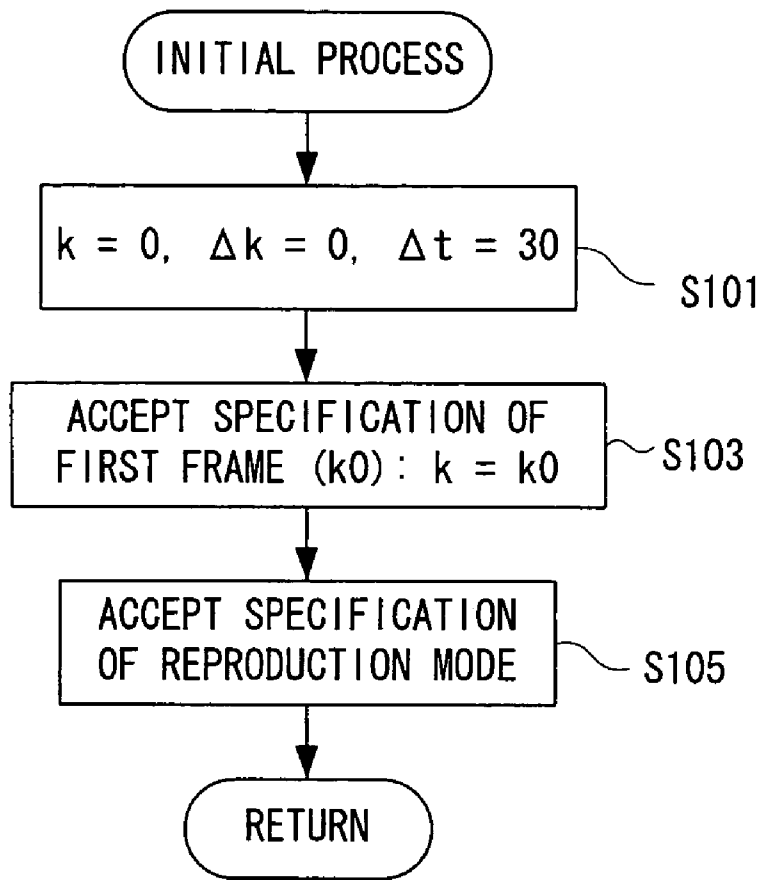 INITIAL PROCESS
k = 0, Δk = 0, Δt = 30
S101
ACCEPT SPECIFICATION OF
FIRST FRAME (k0): k = k0
S103
ACCEPT SPECIFICATION
OF REPRODUCTION MODE
S105
RETURN